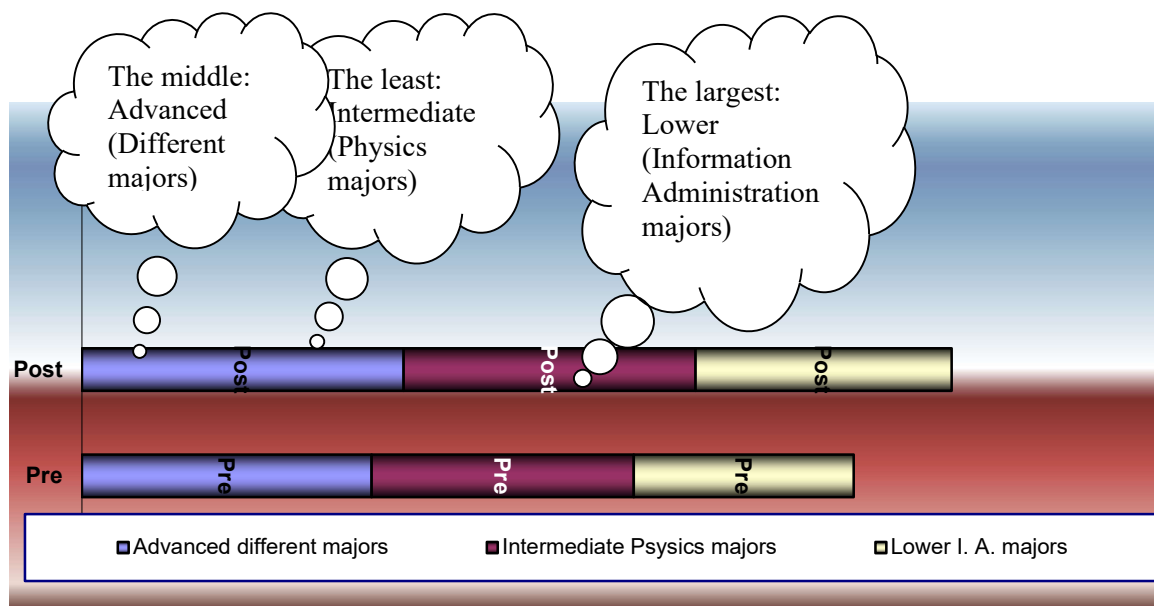 The middle:
Advanced
(Different
majors)
The least:
Intermediate
(Physics
majors)
The largest:
Lower
(Information
Administration
majors)
Post
Post
Post
Post
Pre
Pre
Pre
Pre
Advanced different majors
Intermediate Psysics majors
Lower I. A. majors